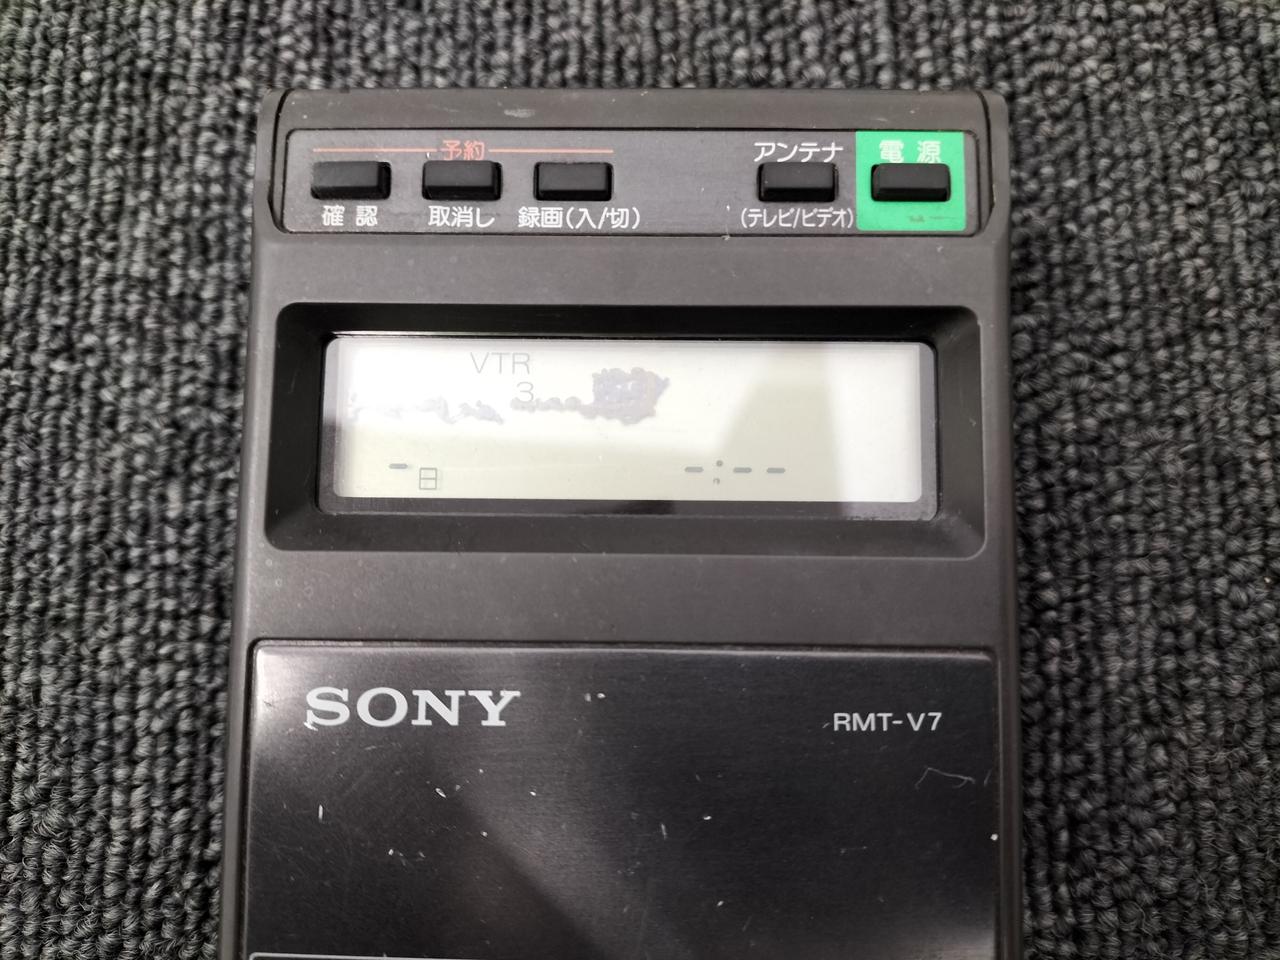 予約
アンテナ
電源
確認
取消し
録画(入/切)
(テレビ/ビデオ)
VTR
3
- 日
-:--
SONY
RMT-V7